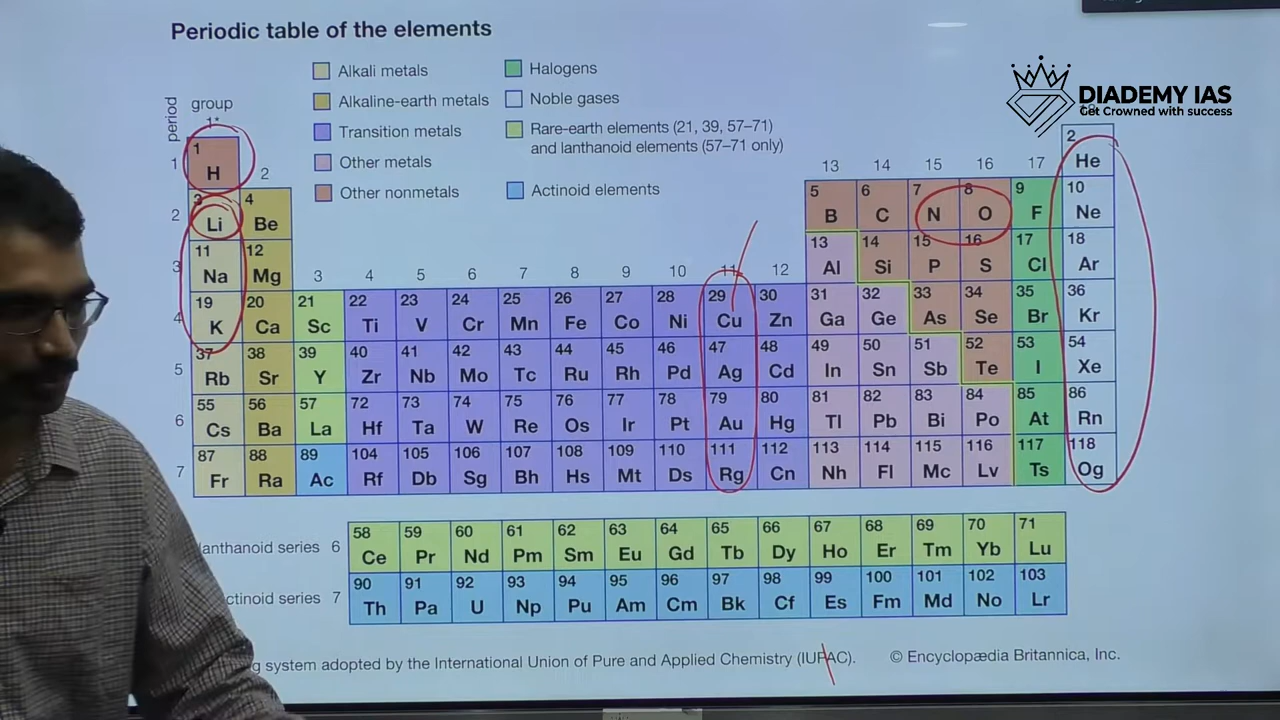 Periodic table of the elements
Alkali metals
Alkaline-earth metals
Transition metals
Other metals
Other nonmetals
Halogens
Noble gases
Rare-earth elements (21, 39, 57–71)
and lanthanoid elements (57–71 only)
Actinoid elements
DIADEMY IAS
Get Crowned with success
period
group
1*
2
3 4 5 6 7 8 9 10 11 12
13 14 15 16 17
1 1 H 2 He
2 3 Li 4 Be 5 B 6 C 7 N 8 O 9 F 10 Ne
3 11 Na 12 Mg 13 Al 14 Si 15 P 16 S 17 Cl 18 Ar
4 19 K 20 Ca 21 Sc 22 Ti 23 V 24 Cr 25 Mn 26 Fe 27 Co 28 Ni 29 Cu 30 Zn 31 Ga 32 Ge 33 As 34 Se 35 Br 36 Kr
5 37 Rb 38 Sr 39 Y 40 Zr 41 Nb 42 Mo 43 Tc 44 Ru 45 Rh 46 Pd 47 Ag 48 Cd 49 In 50 Sn 51 Sb 52 Te 53 I 54 Xe
6 55 Cs 56 Ba 57 La 72 Hf 73 Ta 74 W 75 Re 76 Os 77 Ir 78 Pt 79 Au 80 Hg 81 Tl 82 Pb 83 Bi 84 Po 85 At 86 Rn
7 87 Fr 88 Ra 89 Ac 104 Rf 105 Db 106 Sg 107 Bh 108 Hs 109 Mt 110 Ds 111 Rg 112 Cn 113 Nh 114 Fl 115 Mc 116 Lv 117 Ts 118 Og
lanthanoid series 6 58 Ce 59 Pr 60 Nd 61 Pm 62 Sm 63 Eu 64 Gd 65 Tb 66 Dy 67 Ho 68 Er 69 Tm 70 Yb 71 Lu
ctinoid series 7 90 Th 91 Pa 92 U 93 Np 94 Pu 95 Am 96 Cm 97 Bk 98 Cf 99 Es 100 Fm 101 Md 102 No 103 Lr
g system adopted by the International Union of Pure and Applied Chemistry (IUPAC). © Encyclopædia Britannica, Inc.